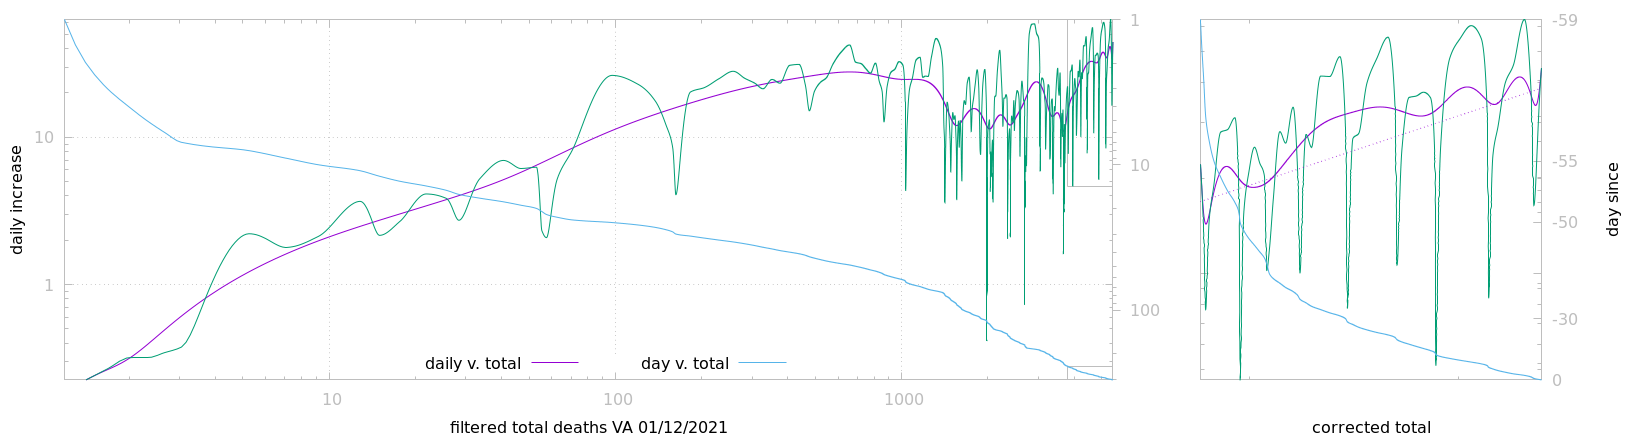 daily increase
10
1
daily v. total
day v. total
10
100
1000
filtered total deaths VA 01/12/2021
1
10
100
-59
-55
-50
-30
0
day since
corrected total